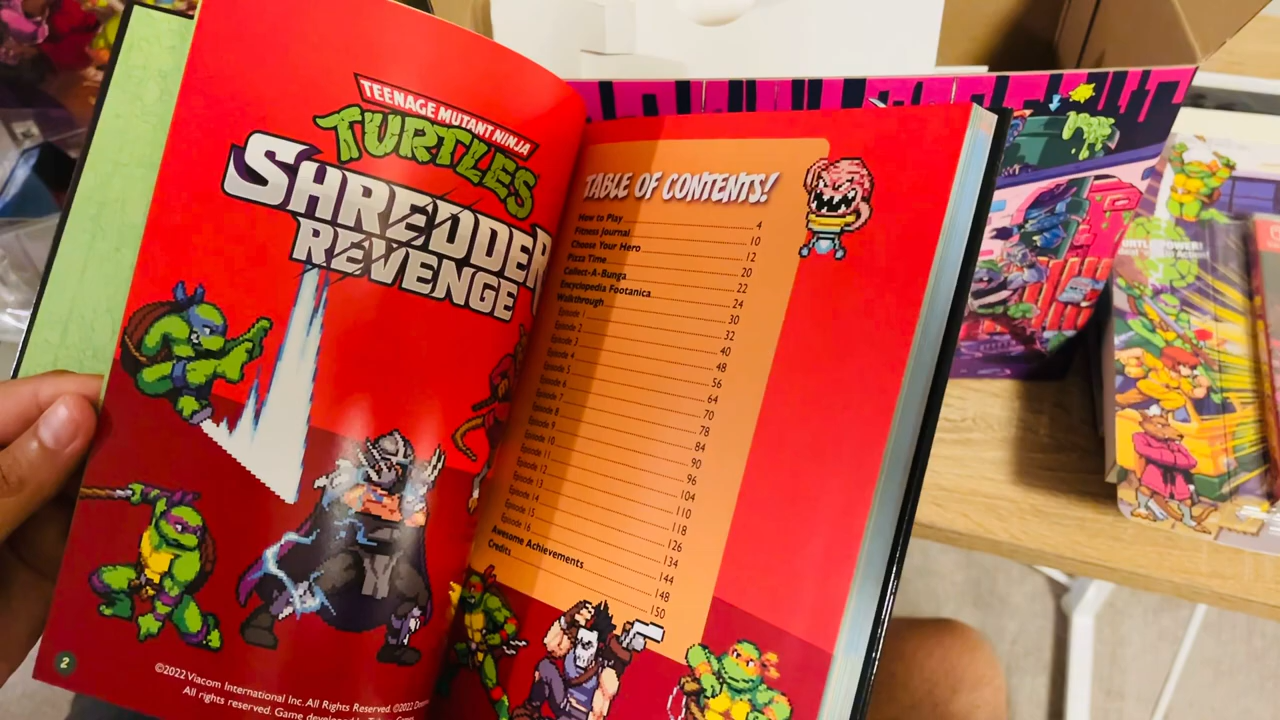 TEENAGE MUTANT NINJA
TURTLES
SHREDDER
REVENGE
2
©2022 Viacom International Inc. All Rights Reserved. ©2022
All rights reserved. Game developed
TABLE OF CONTENTS!
How to Play 4
Fitness Journal 10
Choose Your Hero 12
Pizza Time 20
Collect-A-Bunga 22
Encyclopedia Footanica 24
Walkthrough 30
Episode 1 32
Episode 2 40
Episode 3 48
Episode 4 56
Episode 5 64
Episode 6 70
Episode 7 78
Episode 8 84
Episode 9 90
Episode 10 96
Episode 11 104
Episode 12 110
Episode 13 118
Episode 14 126
Episode 15 134
Episode 16 144
Awesome Achievements 148
Credits 150